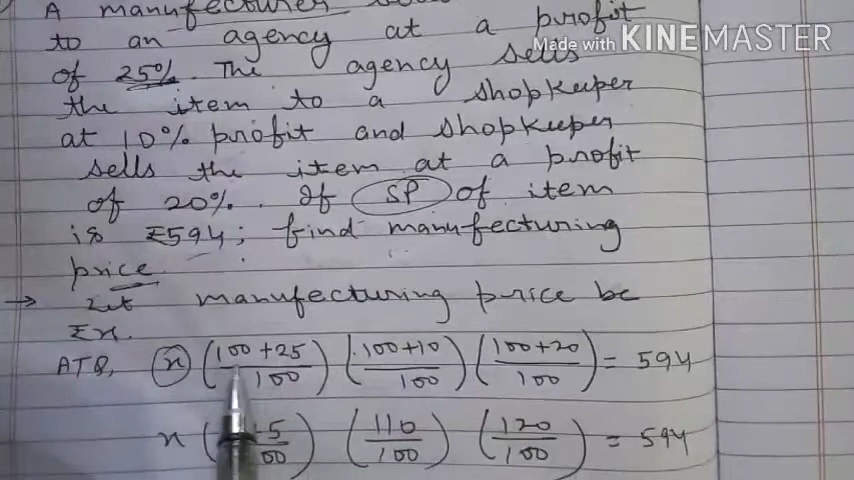 A manufecturer
to an agency at a profit
Made with KINEMASTER
of 25%. The agency sells
the item to a shopkeeper
at 10% profit and shopkeeper
sells the item at a profit
of 20%. If SP of item
is ₹594; find manufecturing
price
→ Let manufecturing price be
₹x.
ATQ, x (100+25/100) (100+10/100) (100+20/100) = 594
x ( 5/00) (110/100) (120/100) = 594